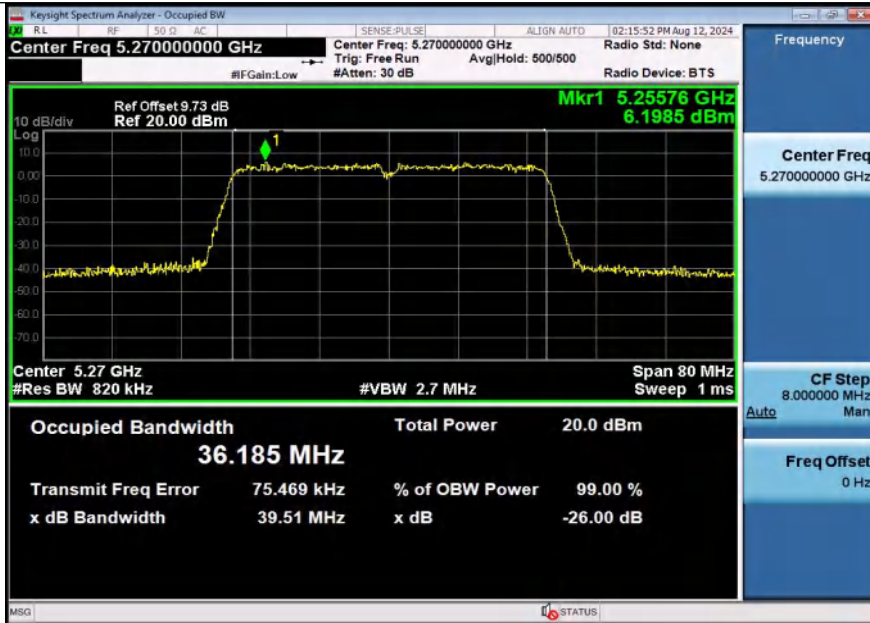 Keysight Spectrum Analyzer - Occupied BW
LXI RL RF 50 Ω AC SENSE:PULSE ALIGN AUTO 02:15:52 PM Aug 12, 2024
Center Freq 5.270000000 GHz
Center Freq: 5.270000000 GHz Radio Std: None
Trig: Free Run Avg|Hold: 500/500
#IFGain:Low #Atten: 30 dB Radio Device: BTS
Frequency
Mkr1 5.25576 GHz
6.1985 dBm
Ref Offset 9.73 dB
10 dB/div Ref 20.00 dBm
Log
1
10.0
0.00
-10.0
-20.0
-30.0
-40.0
-50.0
-60.0
-70.0
Center 5.27 GHz Span 80 MHz
#Res BW 820 kHz #VBW 2.7 MHz Sweep 1 ms
Occupied Bandwidth Total Power 20.0 dBm
36.185 MHz
Transmit Freq Error 75.469 kHz % of OBW Power 99.00 %
x dB Bandwidth 39.51 MHz x dB -26.00 dB
Center Freq
5.270000000 GHz
CF Step
8.000000 MHz
Auto Man
Freq Offset
0 Hz
MSG STATUS